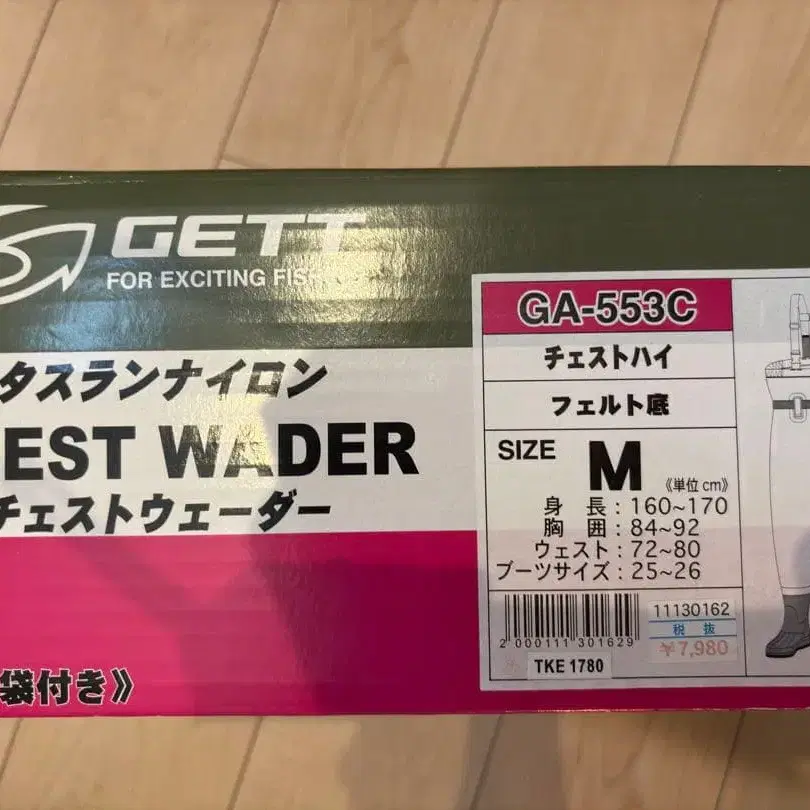 GETT
FOR EXCITING FIS
タスランナイロン
EST WADER
チェストウェーダー
袋付き》
GA-553C
チェストハイ
フェルト底
SIZE M 《単位cm》
身長：160~170
胸囲：84~92
ウェスト：72~80
ブーツサイズ：25~26
2 000111 301629
11130162
税抜
¥7,980
TKE 1780